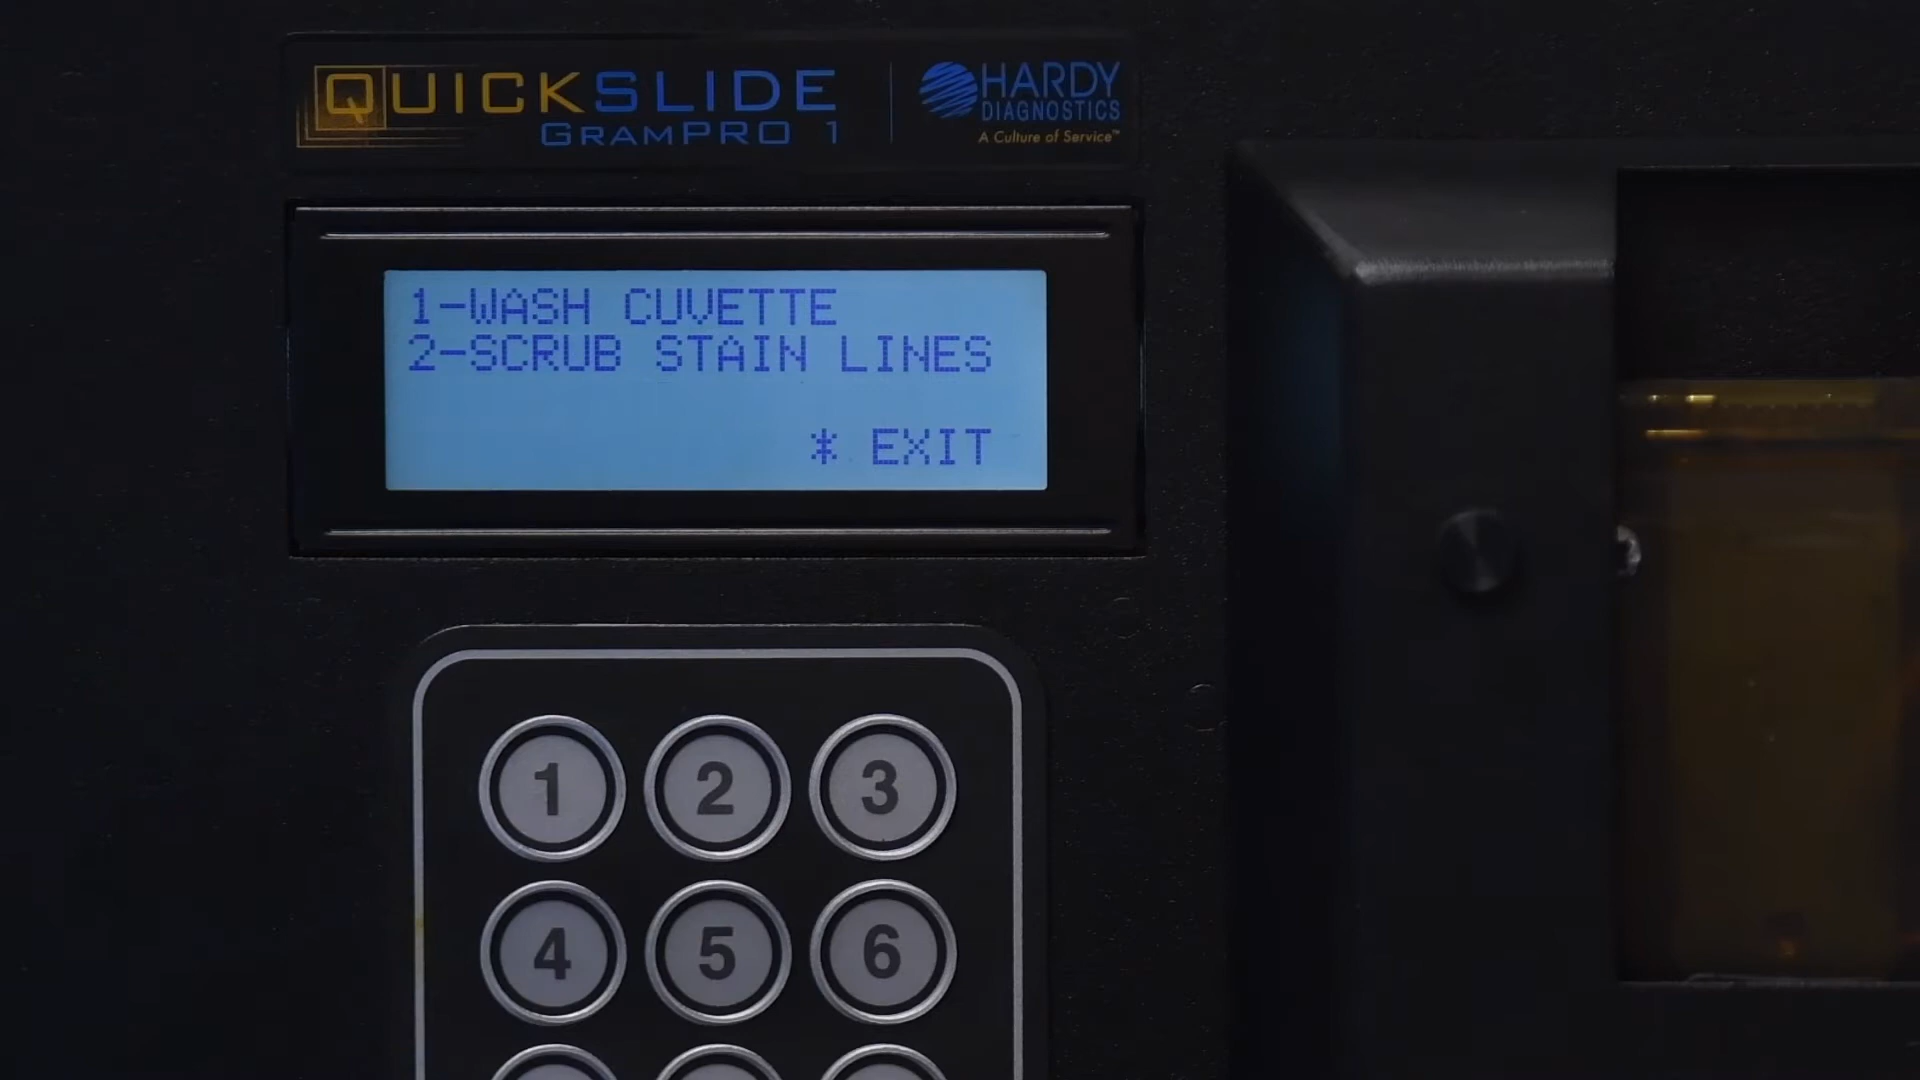 QUICKSLIDE
GRAMPRO 1
HARDY
DIAGNOSTICS
A Culture of Service™
1-WASH CUVETTE
2-SCRUB STAIN LINES
* EXIT
1 2 3
4 5 6